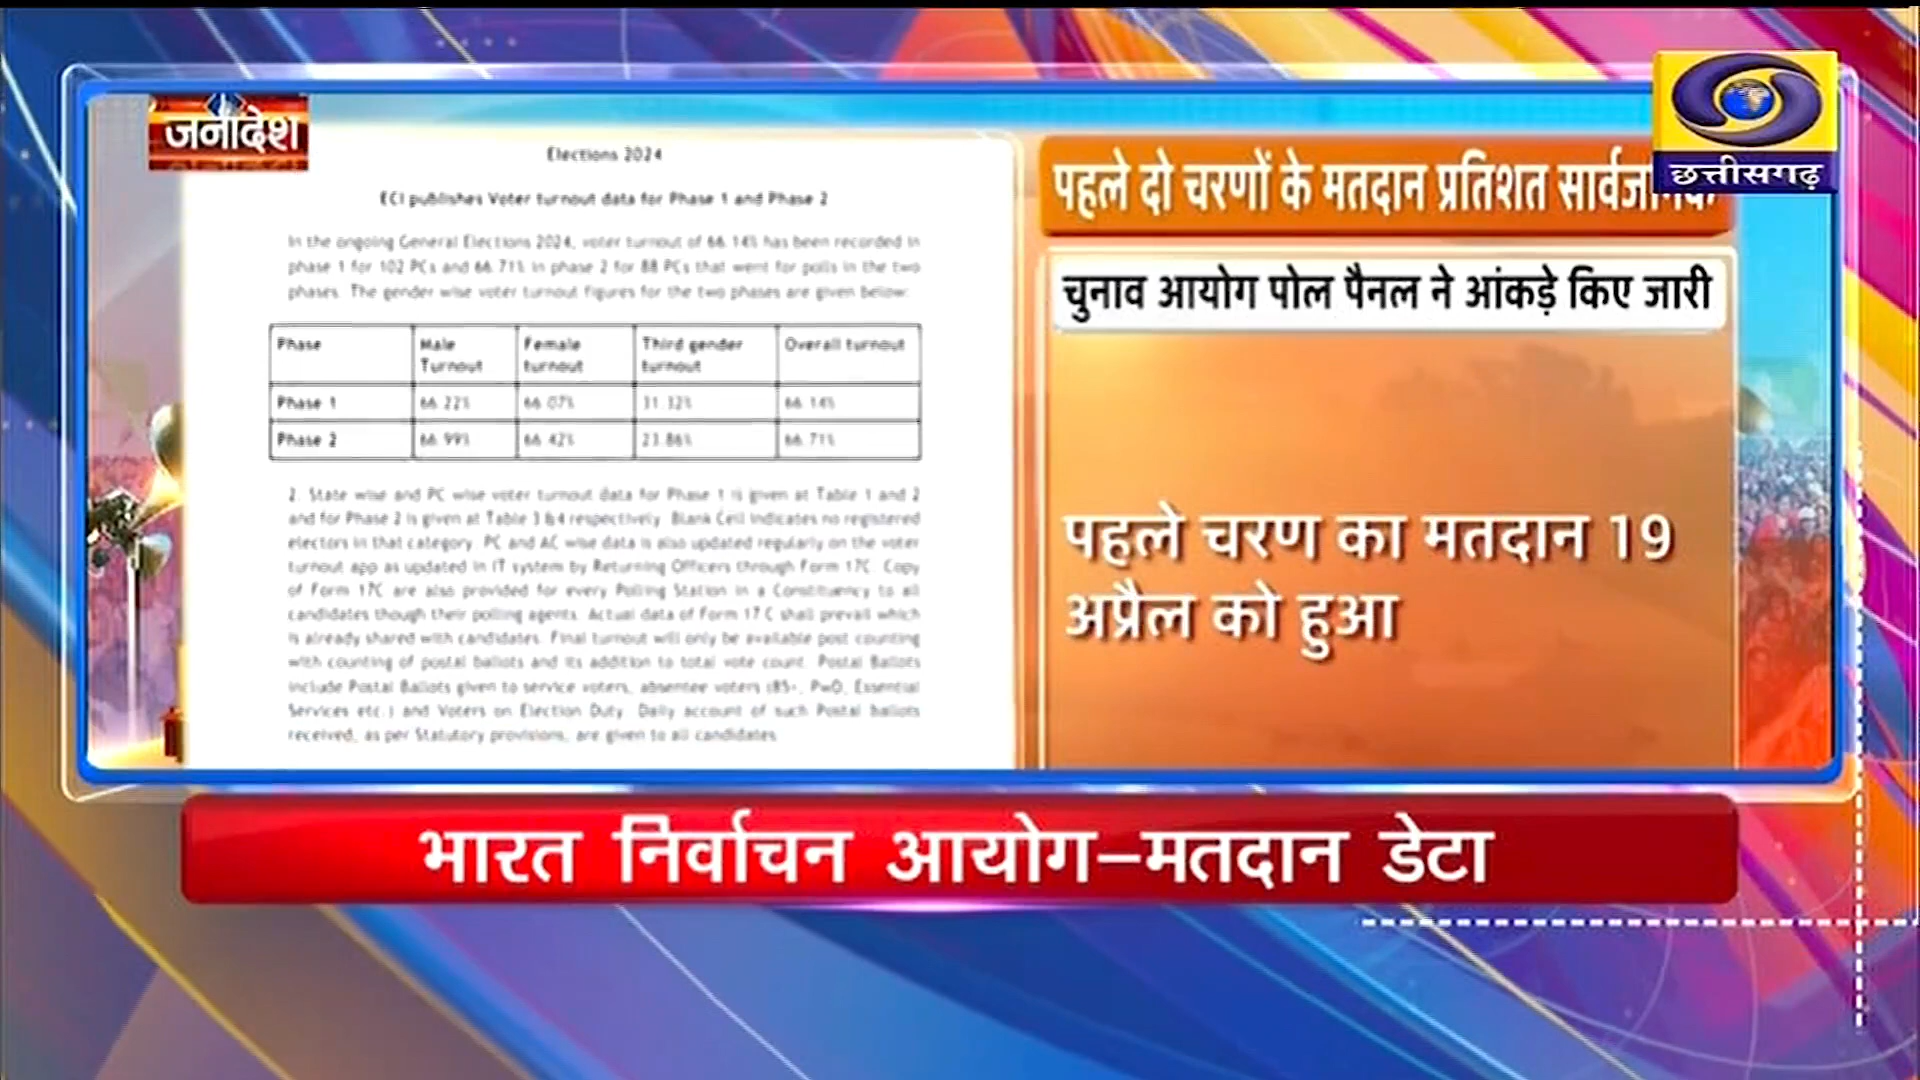 जनादेश
Elections 2024
ECI publishes Voter turnout data for Phase 1 and Phase 2
In the ongoing General Elections 2024, voter turnout of 66.14% has been recorded in
phase 1 for 102 PCs and 66.71% in phase 2 for 88 PCs that went for polls in the two
phases. The gender wise voter turnout figures for the two phases are given below:
Phase Male Turnout Female turnout Third gender turnout Overall turnout
Phase 1 66.22% 66.07% 31.32% 66.14%
Phase 2 66.99% 66.42% 23.86% 66.71%
2. State wise and PC wise voter turnout data for Phase 1 is given at Table 1 and 2
and for Phase 2 is given at Table 3 &4 respectively. Blank Cell indicates no registered
electors in that category. PC and AC wise data is also updated regularly on the voter
turnout app as updated in IT system by Returning Officers through Form 17C. Copy
of Form 17C are also provided for every Polling Station in a Constituency to all
candidates though their polling agents. Actual data of Form 17 C shall prevail which
is already shared with candidates. Final turnout will only be available post counting
with counting of postal ballots and its addition to total vote count. Postal Ballots
include Postal Ballots given to service voters, absentee voters (85+, PwD, Essential
Services etc.) and Voters on Election Duty. Daily account of such Postal ballots
received, as per Statutory provisions, are given to all candidates.
छत्तीसगढ़
पहले दो चरणों के मतदान प्रतिशत
चुनाव आयोग पोल पैनल ने आंकड़े किए जारी
पहले चरण का मतदान 19
अप्रैल को हुआ
भारत निर्वाचन आयोग-मतदान डेटा